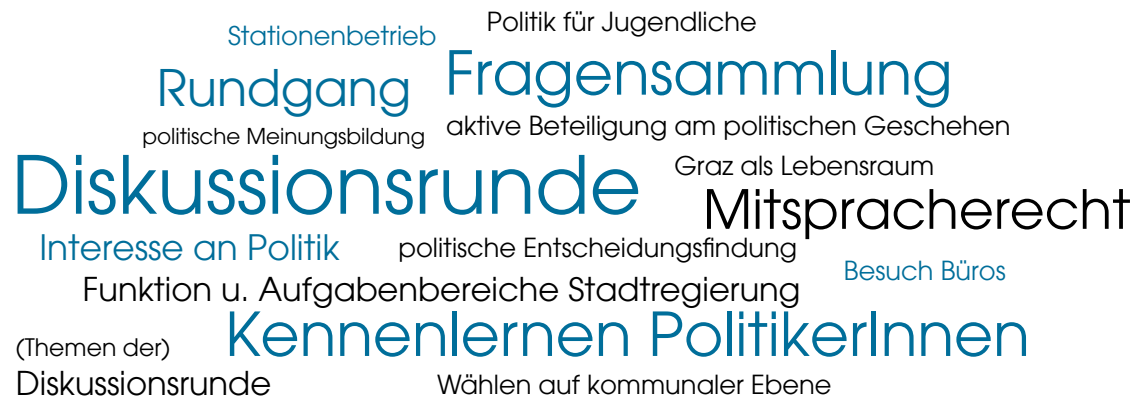 Politik für Jugendliche
Stationenbetrieb
Fragensammlung
Rundgang
aktive Beteiligung am politischen Geschehen
politische Meinungsbildung
Graz als Lebensraum
Diskussionsrunde
Mitspracherecht
Interesse an Politik
politische Entscheidungsfindung
Besuch Büros
Funktion u. Aufgabenbereiche Stadtregierung
Kennenlernen PolitikerInnen
(Themen der)
Diskussionsrunde
Wählen auf kommunaler Ebene